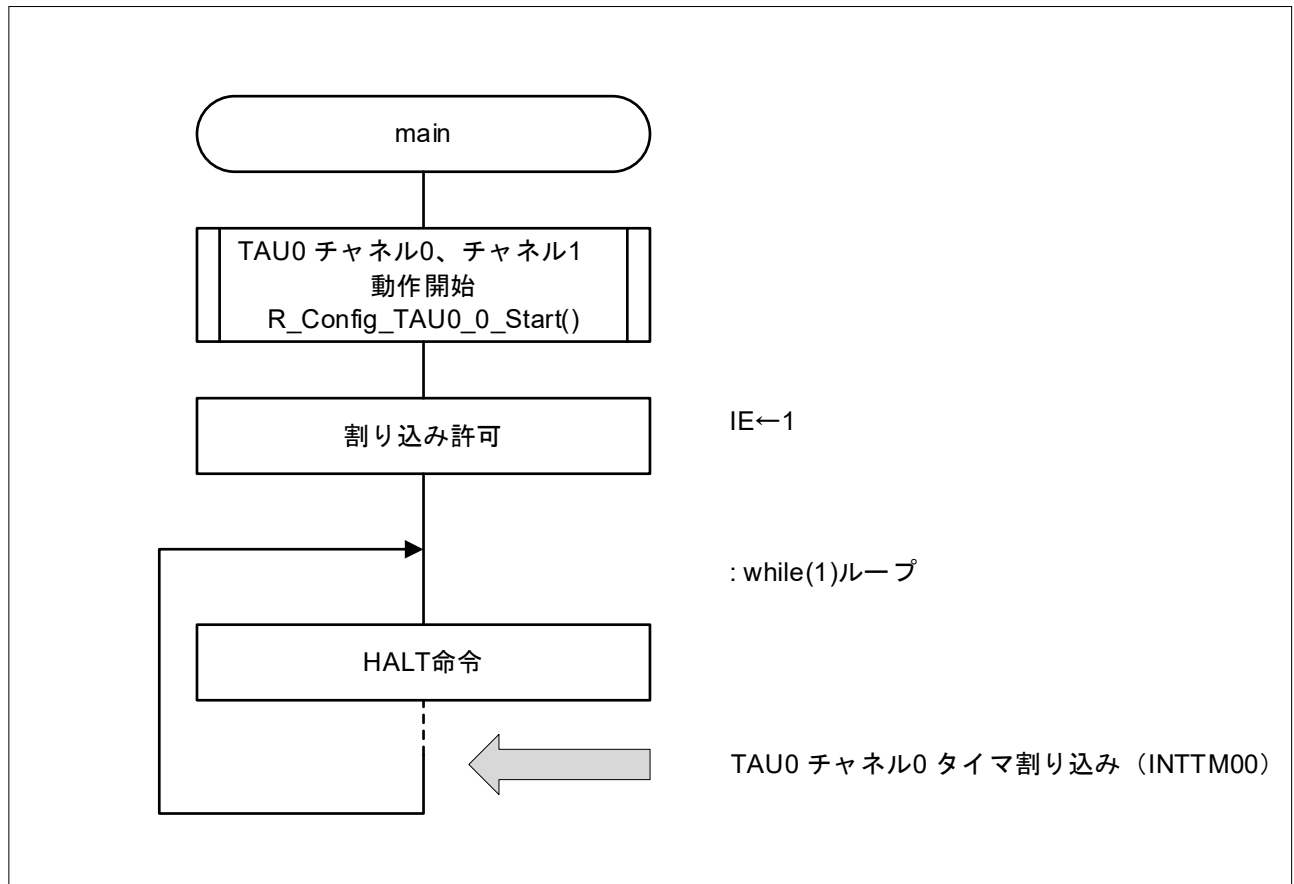 main
TAU0 チャネル0、チャネル1
動作開始
R_Config_TAU0_0_Start()
割り込み許可
IE←1
: while(1)ループ
HALT命令
TAU0 チャネル0 タイマ割り込み（INTTM00）